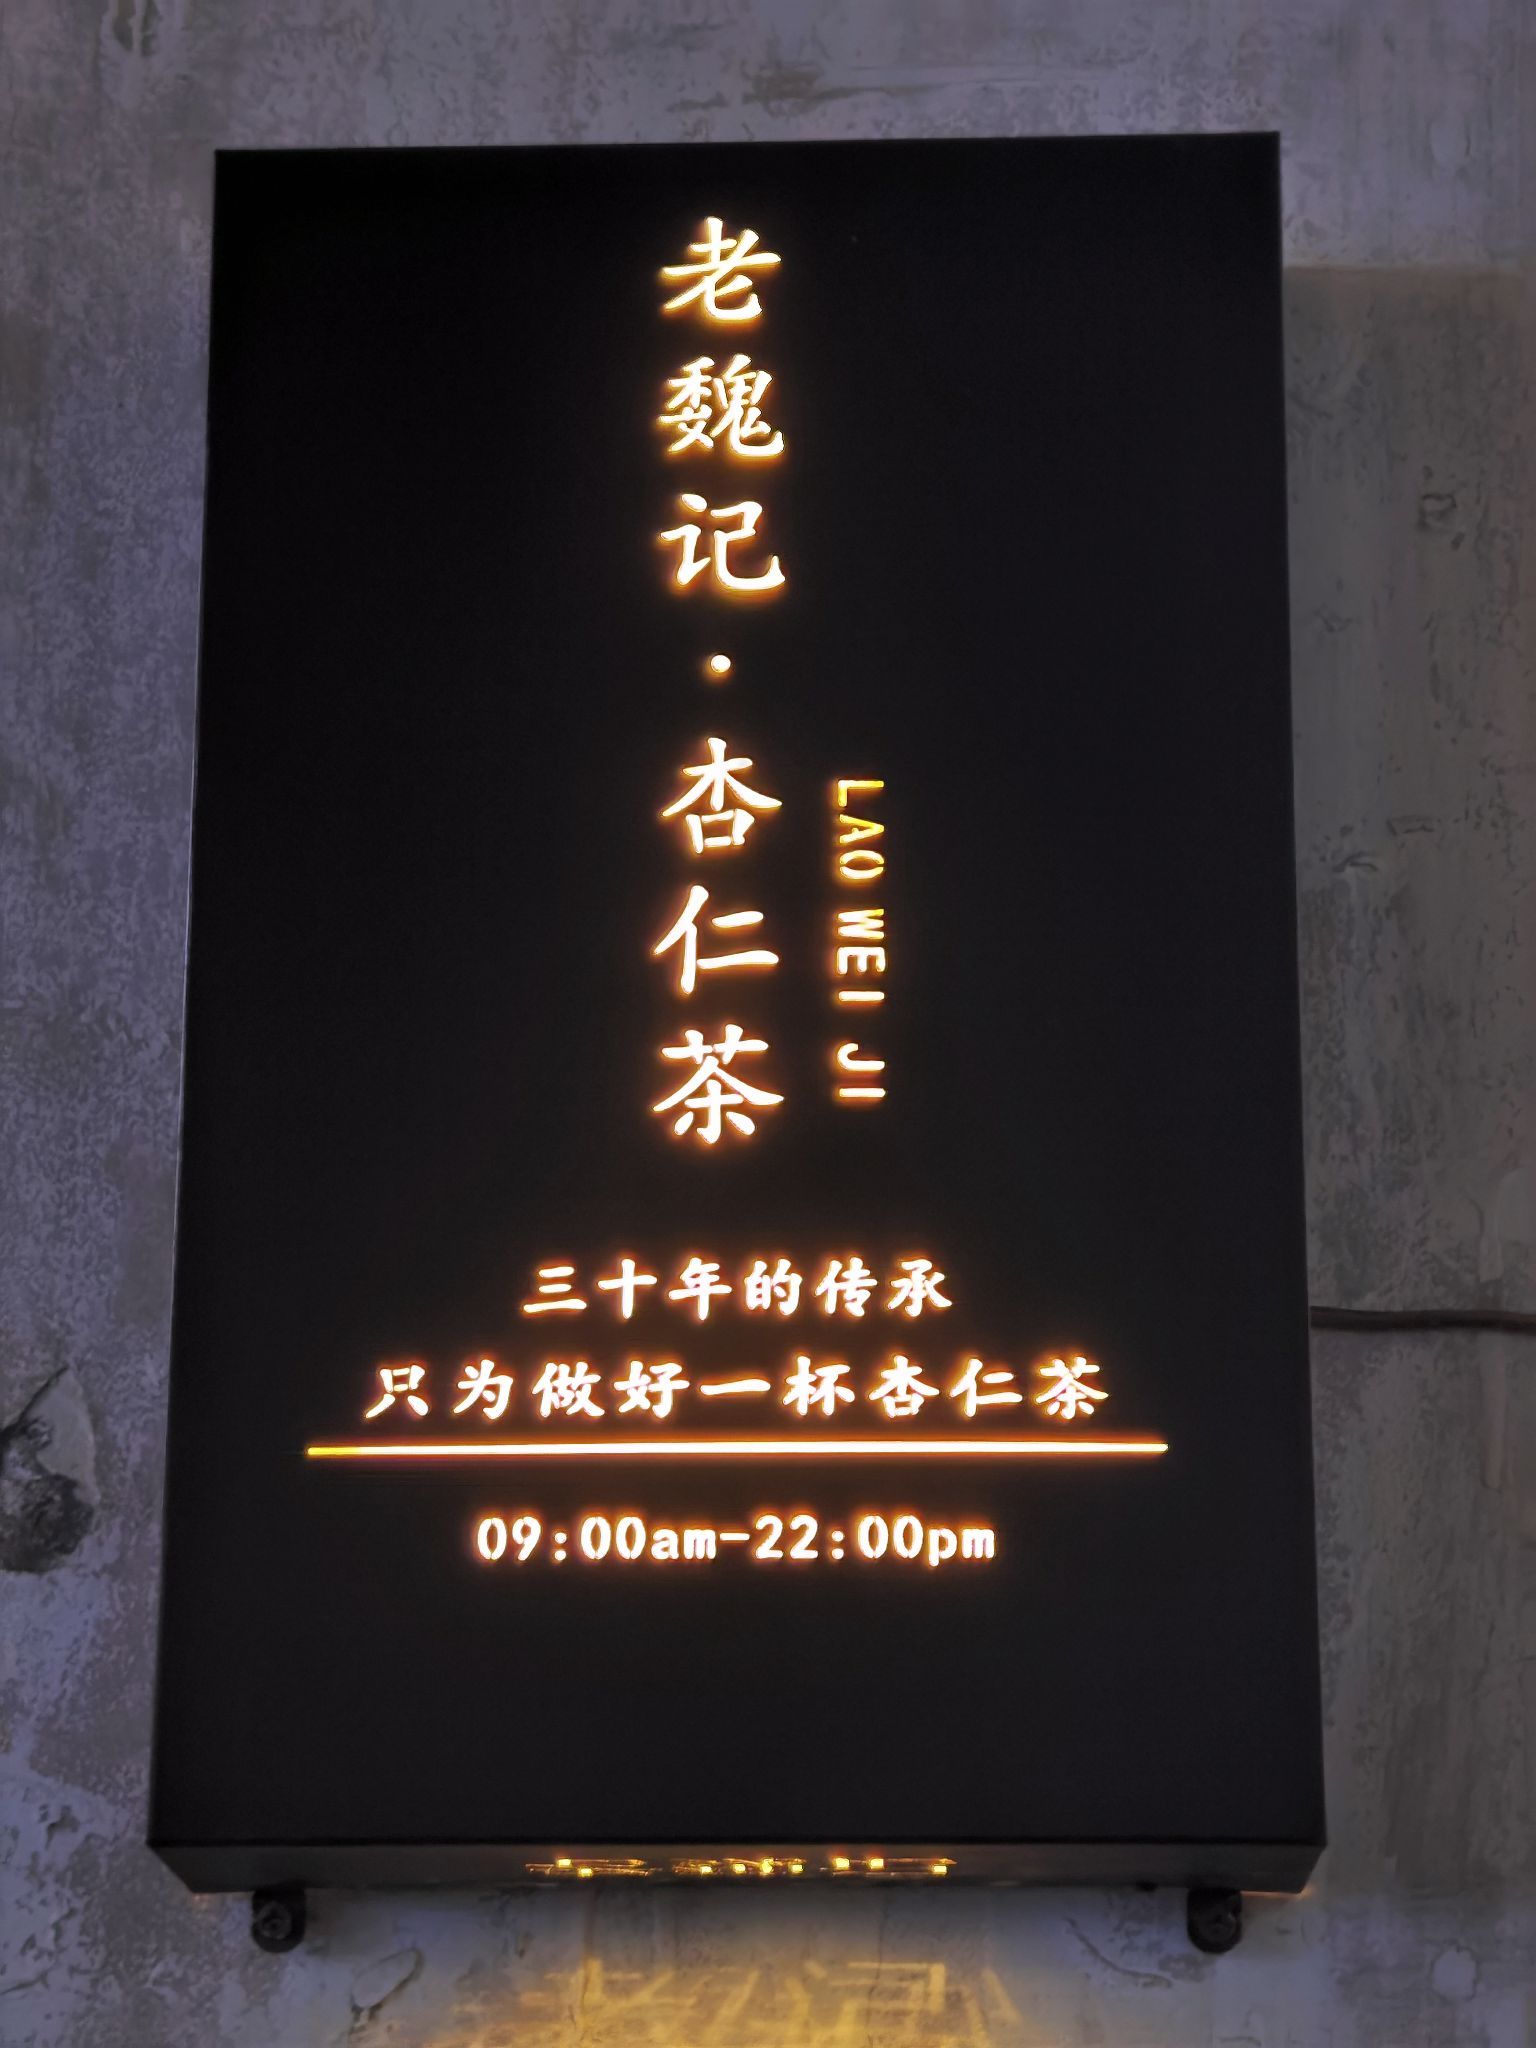 老魏记·杏仁茶
LAO WEI JI
三十年的传承
只为做好一杯杏仁茶
09:00am-22:00pm